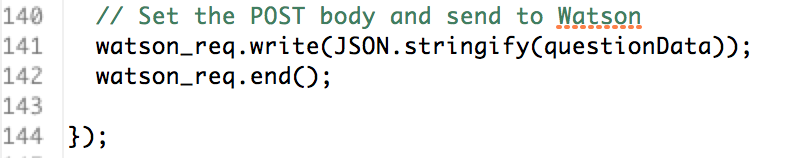 140 // Set the POST body and send to Watson
141 watson_req.write(JSON.stringify(questionData));
142 watson_req.end();
143
144 });